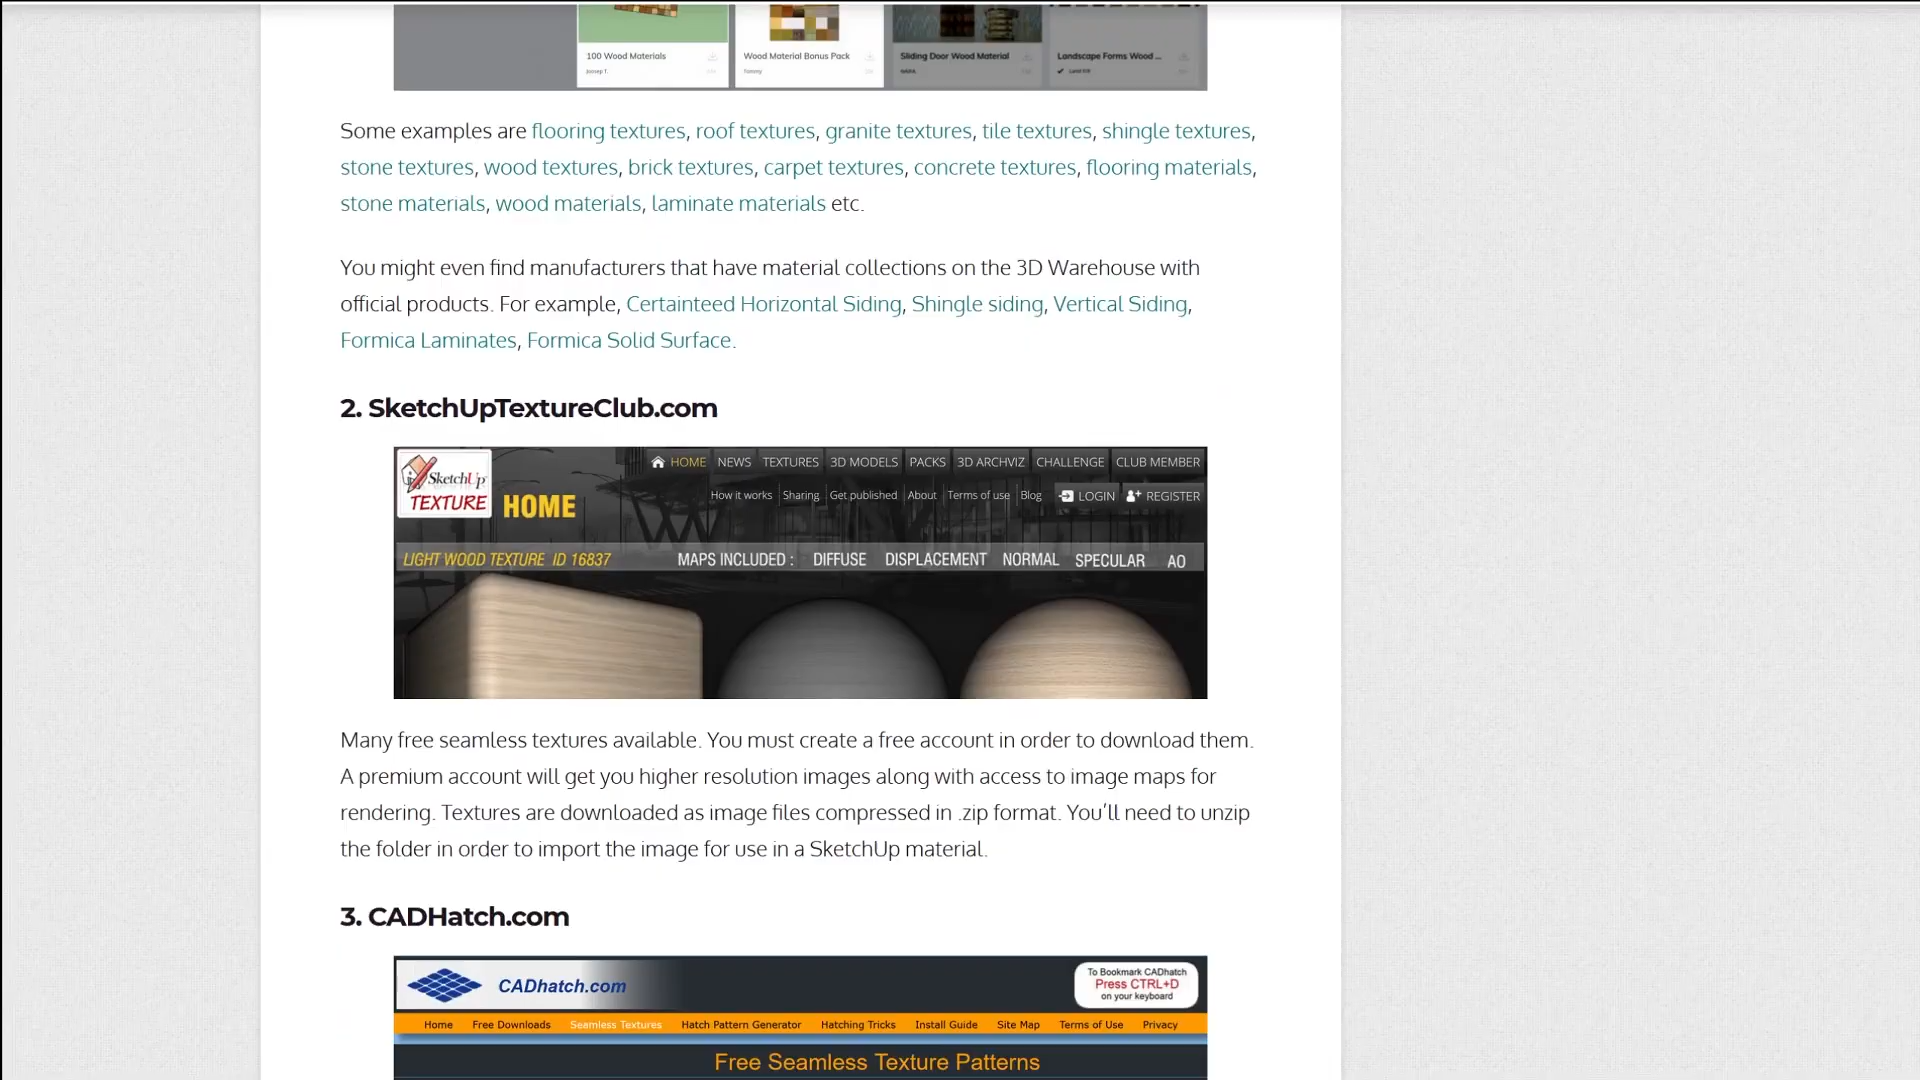 100 Wood Materials
Joosep T.
Wood Material Bonus Pack
Tommy
Sliding Door Wood Material
Landscape Forms Wood ...
Some examples are flooring textures, roof textures, granite textures, tile textures, shingle textures,
stone textures, wood textures, brick textures, carpet textures, concrete textures, flooring materials,
stone materials, wood materials, laminate materials etc.
You might even find manufacturers that have material collections on the 3D Warehouse with
official products. For example, Certainteed Horizontal Siding, Shingle siding, Vertical Siding,
Formica Laminates, Formica Solid Surface.
2. SketchUpTextureClub.com
SketchUp
TEXTURE
HOME
HOME NEWS TEXTURES 3D MODELS PACKS 3D ARCHVIZ CHALLENGE CLUB MEMBER
How it works Sharing Get published About Terms of use Blog LOGIN REGISTER
LIGHT WOOD TEXTURE ID 16837 MAPS INCLUDED : DIFFUSE DISPLACEMENT NORMAL SPECULAR AO
Many free seamless textures available. You must create a free account in order to download them.
A premium account will get you higher resolution images along with access to image maps for
rendering. Textures are downloaded as image files compressed in .zip format. You’ll need to unzip
the folder in order to import the image for use in a SketchUp material.
3. CADHatch.com
CADhatch.com
To Bookmark CADhatch
Press CTRL+D
on your keyboard
Home Free Downloads Seamless Textures Hatch Pattern Generator Hatching Tricks Install Guide Site Map Terms of Use Privacy
Free Seamless Texture Patterns